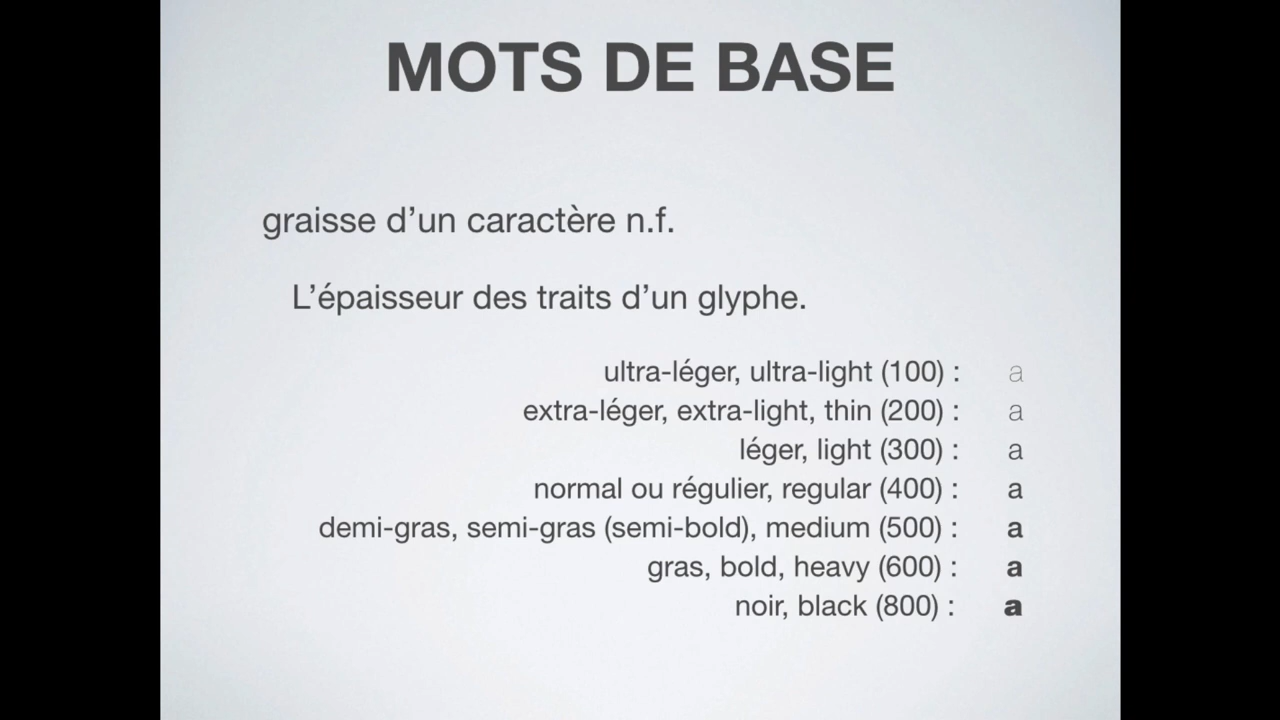 MOTS DE BASE
graisse d’un caractère n.f.
L’épaisseur des traits d’un glyphe.
ultra-léger, ultra-light (100) : a
extra-léger, extra-light, thin (200) : a
léger, light (300) : a
normal ou régulier, regular (400) : a
demi-gras, semi-gras (semi-bold), medium (500) : a
gras, bold, heavy (600) : a
noir, black (800) : a